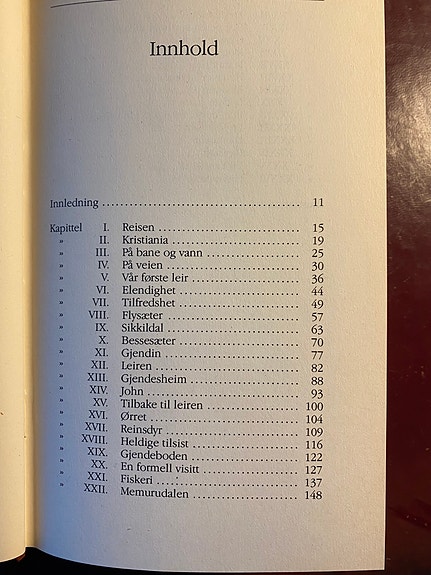 Innhold
Innledning ........................................ 11
Kapittel I. Reisen ........................................ 15
» II. Kristiania ........................................ 19
» III. På bane og vann ........................................ 25
» IV. På veien ........................................ 30
» V. Vår første leir ........................................ 36
» VI. Elendighet ........................................ 44
» VII. Tilfredshet ........................................ 49
» VIII. Flysæter ........................................ 57
» IX. Sikkildal ........................................ 63
» X. Bessesæter ........................................ 70
» XI. Gjendin ........................................ 77
» XII. Leiren ........................................ 82
» XIII. Gjendesheim ........................................ 88
» XIV. John ........................................ 93
» XV. Tilbake til leiren ........................................ 100
» XVI. Ørret ........................................ 104
» XVII. Reinsdyr ........................................ 109
» XVIII. Heldige tilsist ........................................ 116
» XIX. Gjendeboden ........................................ 122
» XX. En formell visitt ........................................ 127
» XXI. Fiskeri ........................................ 137
» XXII. Memurudalen ........................................ 148